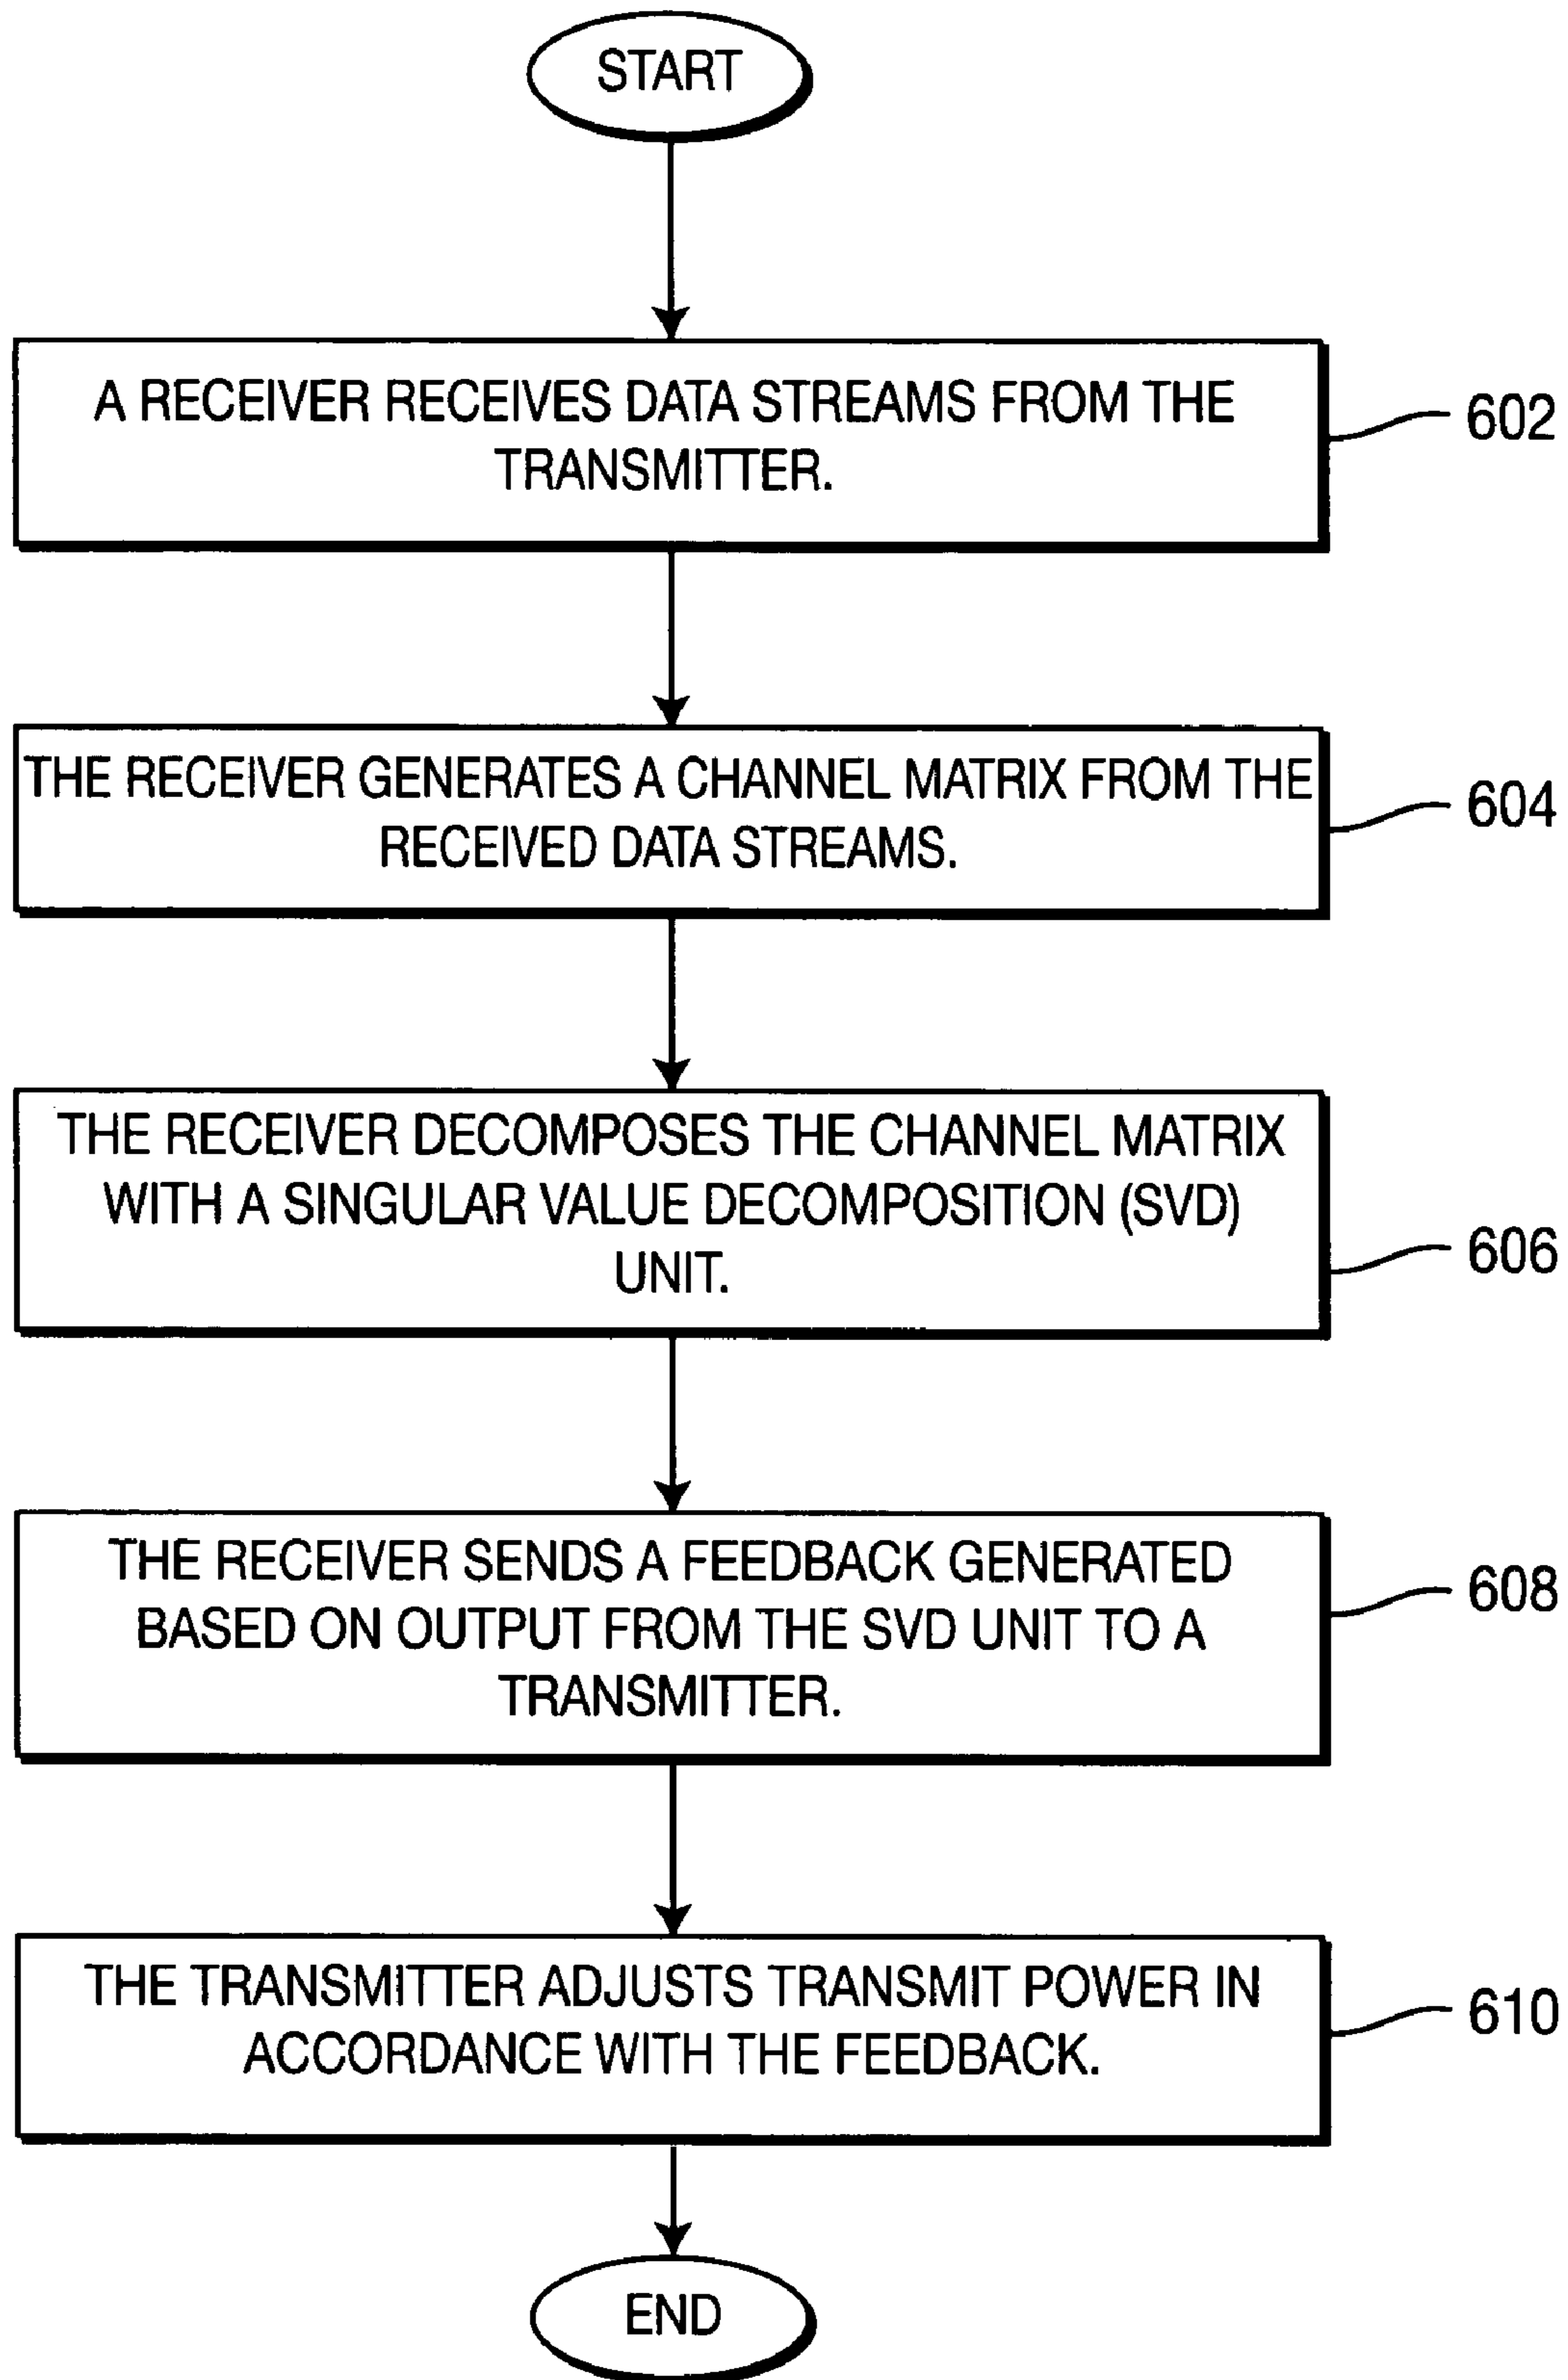 START
A RECEIVER RECEIVES DATA STREAMS FROM THE
TRANSMITTER.
602
THE RECEIVER GENERATES A CHANNEL MATRIX FROM THE
RECEIVED DATA STREAMS.
604
THE RECEIVER DECOMPOSES THE CHANNEL MATRIX
WITH A SINGULAR VALUE DECOMPOSITION (SVD)
UNIT.
606
THE RECEIVER SENDS A FEEDBACK GENERATED
BASED ON OUTPUT FROM THE SVD UNIT TO A
TRANSMITTER.
608
THE TRANSMITTER ADJUSTS TRANSMIT POWER IN
ACCORDANCE WITH THE FEEDBACK.
610
END